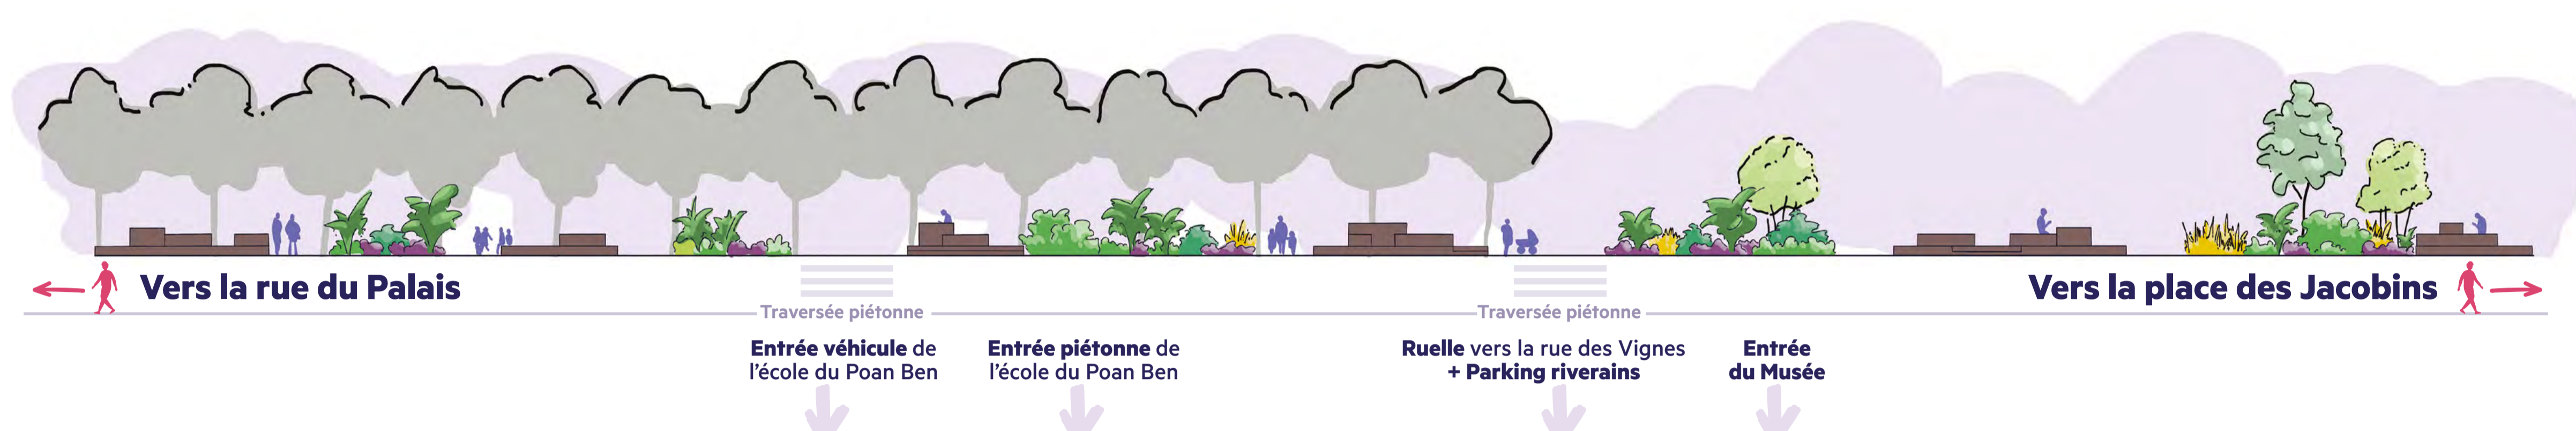 Vers la rue du Palais
Vers la place des Jacobins
Traversée piétonne
Traversée piétonne
Entrée véhicule de
l'école du Poan Ben
Entrée piétonne de
l'école du Poan Ben
Ruelle vers la rue des Vignes
+ Parking riverains
Entrée
du Musée